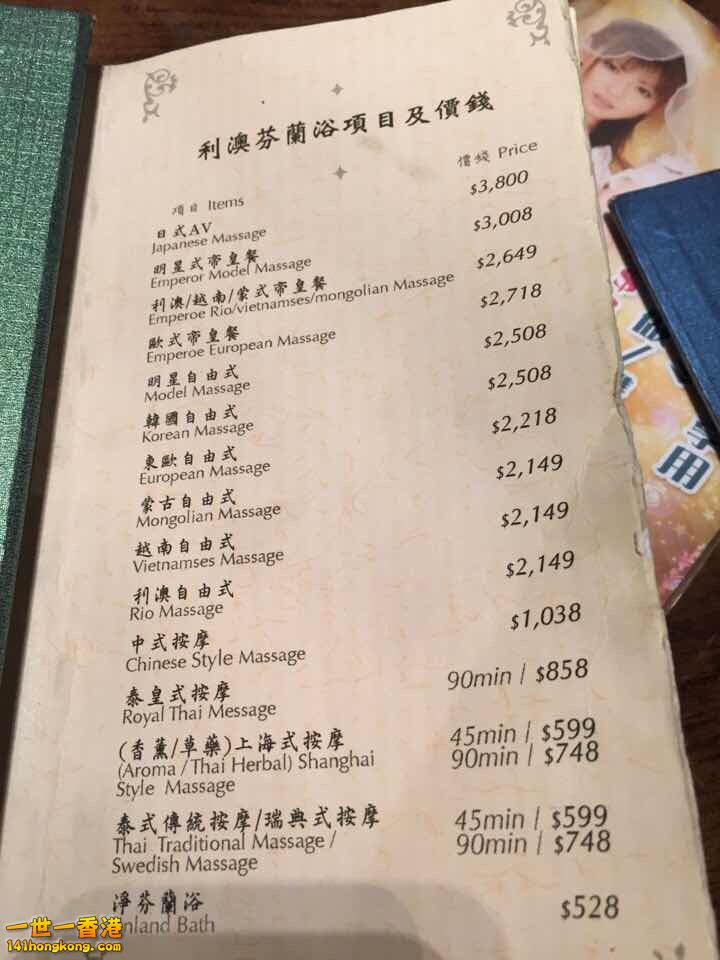 利澳芬蘭浴項目及價錢
項目 Items
價錢 Price
日式AV
Japanese Massage
$3,800
明星式帝皇餐
Emperor Model Massage
$3,008
利澳/越南/蒙式帝皇餐
Emperoe Rio/vietnamses/mongolian Massage
$2,649
歐式帝皇餐
Emperoe European Massage
$2,718
明星自由式
Model Massage
$2,508
韓國自由式
Korean Massage
$2,508
東歐自由式
European Massage
$2,218
蒙古自由式
Mongolian Massage
$2,149
越南自由式
Vietnamses Massage
$2,149
利澳自由式
Rio Massage
$2,149
中式按摩
Chinese Style Massage
$1,038
泰皇式按摩
Royal Thai Message
90min / $858
(香薰/草藥)上海式按摩
(Aroma /Thai Herbal) Shanghai
Style Massage
45min / $599
90min / $748
泰式傳統按摩/瑞典式按摩
Thai Traditional Massage /
Swedish Massage
45min / $599
90min / $748
淨芬蘭浴
inland Bath
$528
享用
一世一香港
141hongkong.com